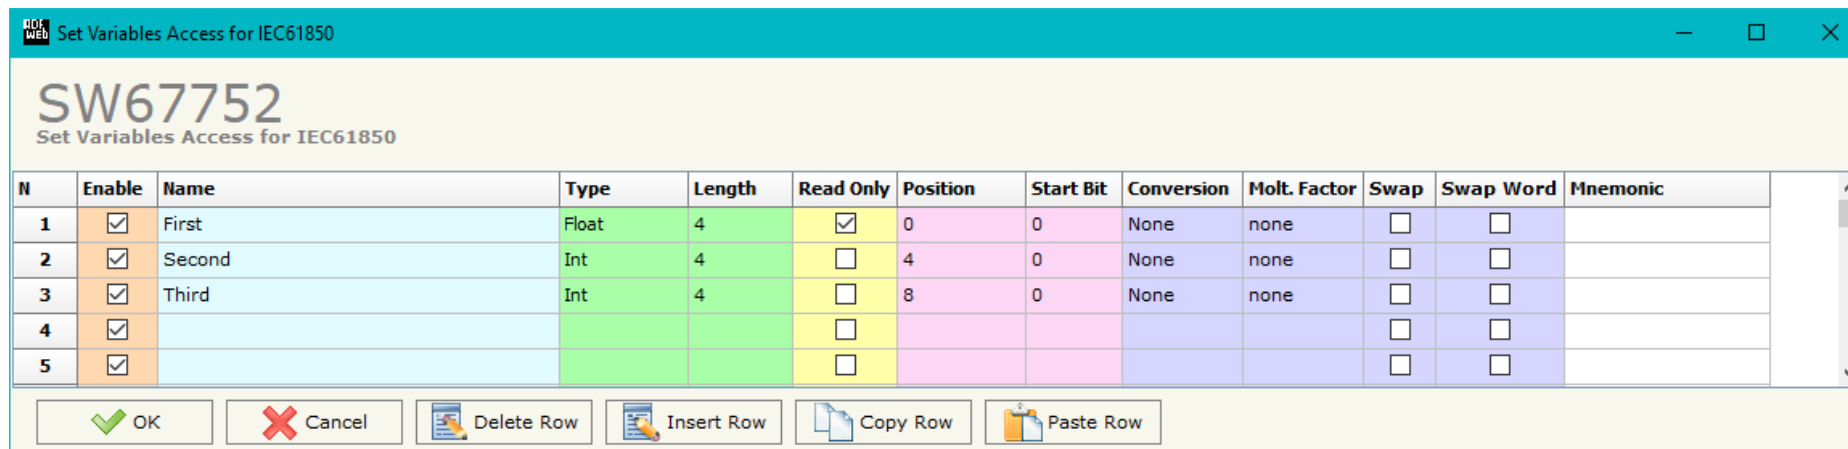 ADF WEB Set Variables Access for IEC61850
SW67752
Set Variables Access for IEC61850
N Enable Name Type Length Read Only Position Start Bit Conversion Molt. Factor Swap Swap Word Mnemonic
1 First Float 4 0 0 None none
2 Second Int 4 4 0 None none
3 Third Int 4 8 0 None none
4
5
OK Cancel Delete Row Insert Row Copy Row Paste Row